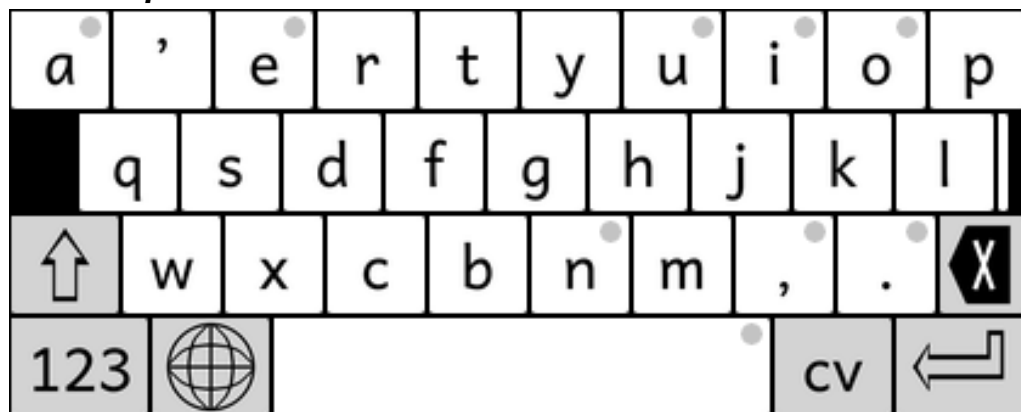 a ’ e r t y u i o p
q s d f g h j k l
w x c b n m , . X
123 cv